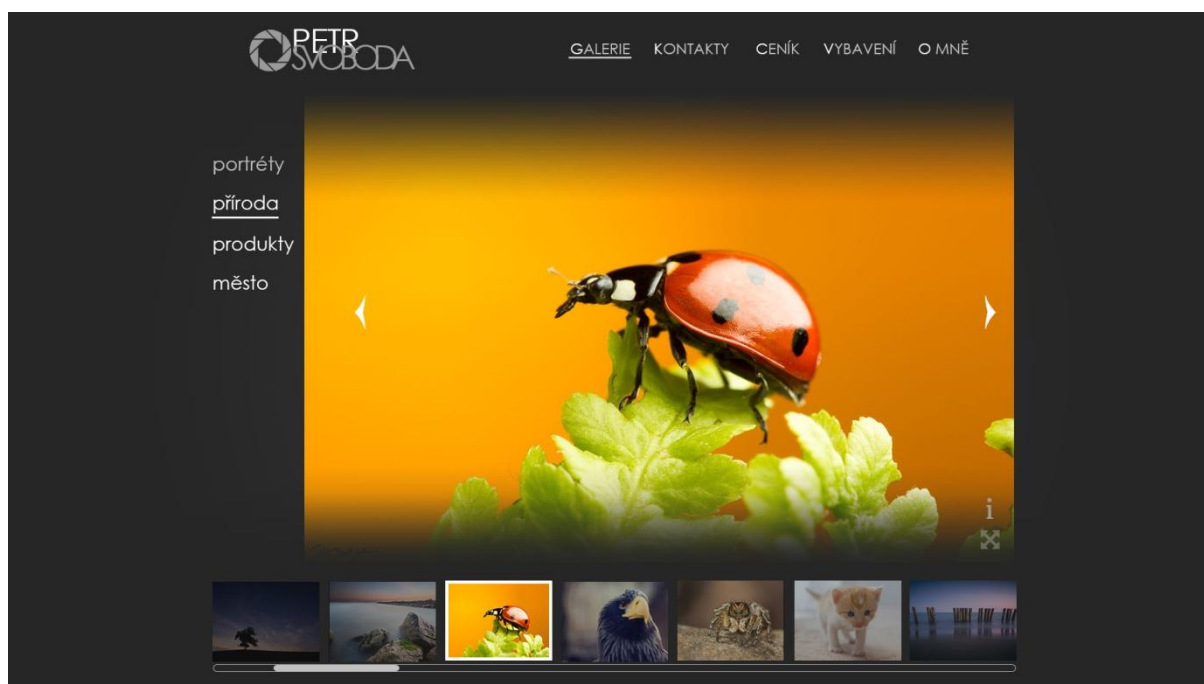 PETR
SVOBODA
GALERIE KONTAKTY CENÍK VYBAVENÍ O MNĚ
portréty
příroda
produkty
město
i